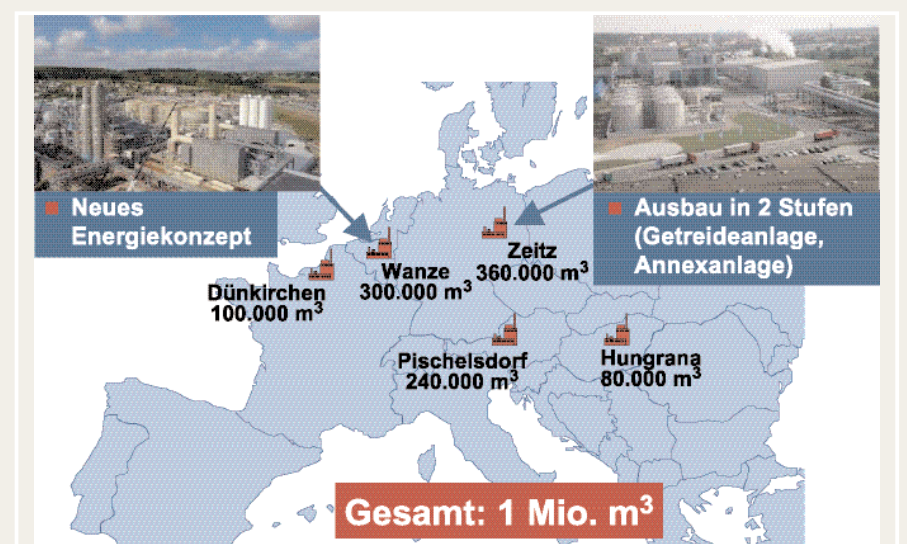 Neues
Energiekonzept
Ausbau in 2 Stufen
(Getreideanlage,
Annexanlage)
Zeitz
360.000 m³
Wanze
300.000 m³
Dünkirchen
100.000 m³
Pischelsdorf
240.000 m³
Hungrana
80.000 m³
Gesamt: 1 Mio. m³